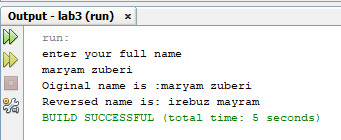 Output - lab3 (run) ×
run:
enter your full name
maryam zuberi
Oiginal name is :maryam zuberi
Reversed name is: irebuz mayram
BUILD SUCCESSFUL (total time: 5 seconds)